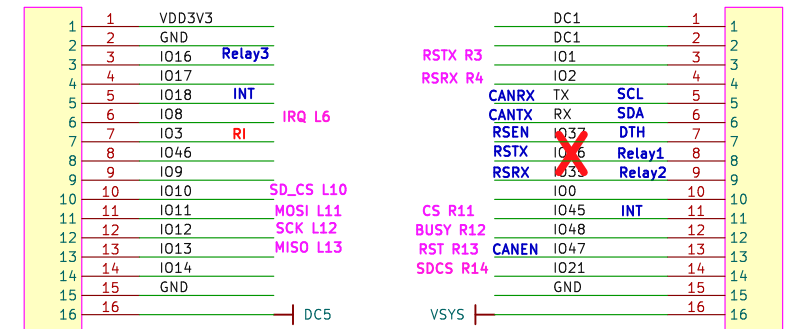 1 1 VDD3V3 DC1 1 1
2 2 GND DC1 2 2
3 3 IO16 Relay3 RSTX R3 IO1 3 3
4 4 IO17 RSRX R4 IO2 4 4
5 5 IO18 INT CANRX TX SCL 5 5
6 6 IO8 IRQ L6 CANTX RX SDA 6 6
7 7 IO3 RI RSEN IO37 DTH 7 7
8 8 IO46 RSTX Relay1 8 8
9 9 IO9 RSRX IO35 Relay2 9 9
10 10 IO10 SD_CS L10 IO0 10 10
11 11 IO11 MOSI L11 CS R11 IO45 INT 11 11
12 12 IO12 SCK L12 BUSY R12 IO48 12 12
13 13 IO13 MISO L13 RST R13 CANEN IO47 13 13
14 14 IO14 SDCS R14 IO21 14 14
15 15 GND GND 15 15
16 16 DC5 VSYS 16 16